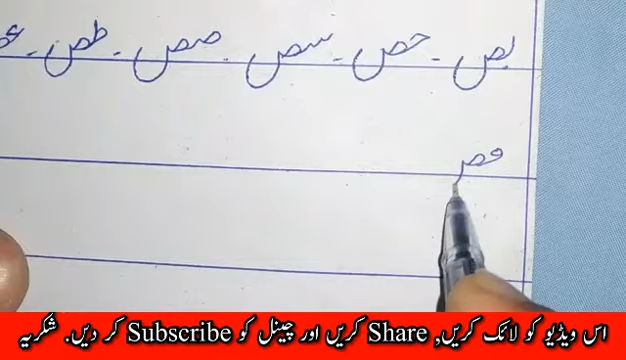 بص ۔ حص ۔ سص ۔ صص ۔ طص ۔
فص
اس ویڈیو کو لائک کریں, Share کریں اور چینل کو Subscribe کر دیں. شکریہ